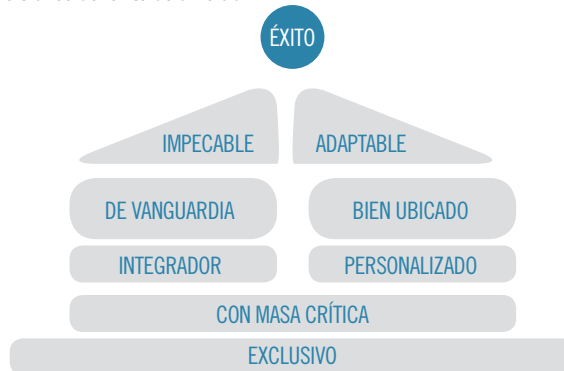 ÉXITO
IMPECABLE
ADAPTABLE
DE VANGUARDIA
BIEN UBICADO
INTEGRADOR
PERSONALIZADO
CON MASA CRÍTICA
EXCLUSIVO